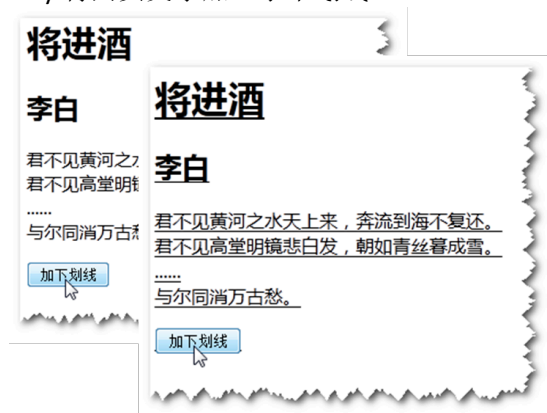 将进酒
李白
君不见黄河之
君不见高堂明
......
与尔同消万古
加下划线
将进酒
李白
君不见黄河之水天上来，奔流到海不复还。
君不见高堂明镜悲白发，朝如青丝暮成雪。
......
与尔同消万古愁。
加下划线